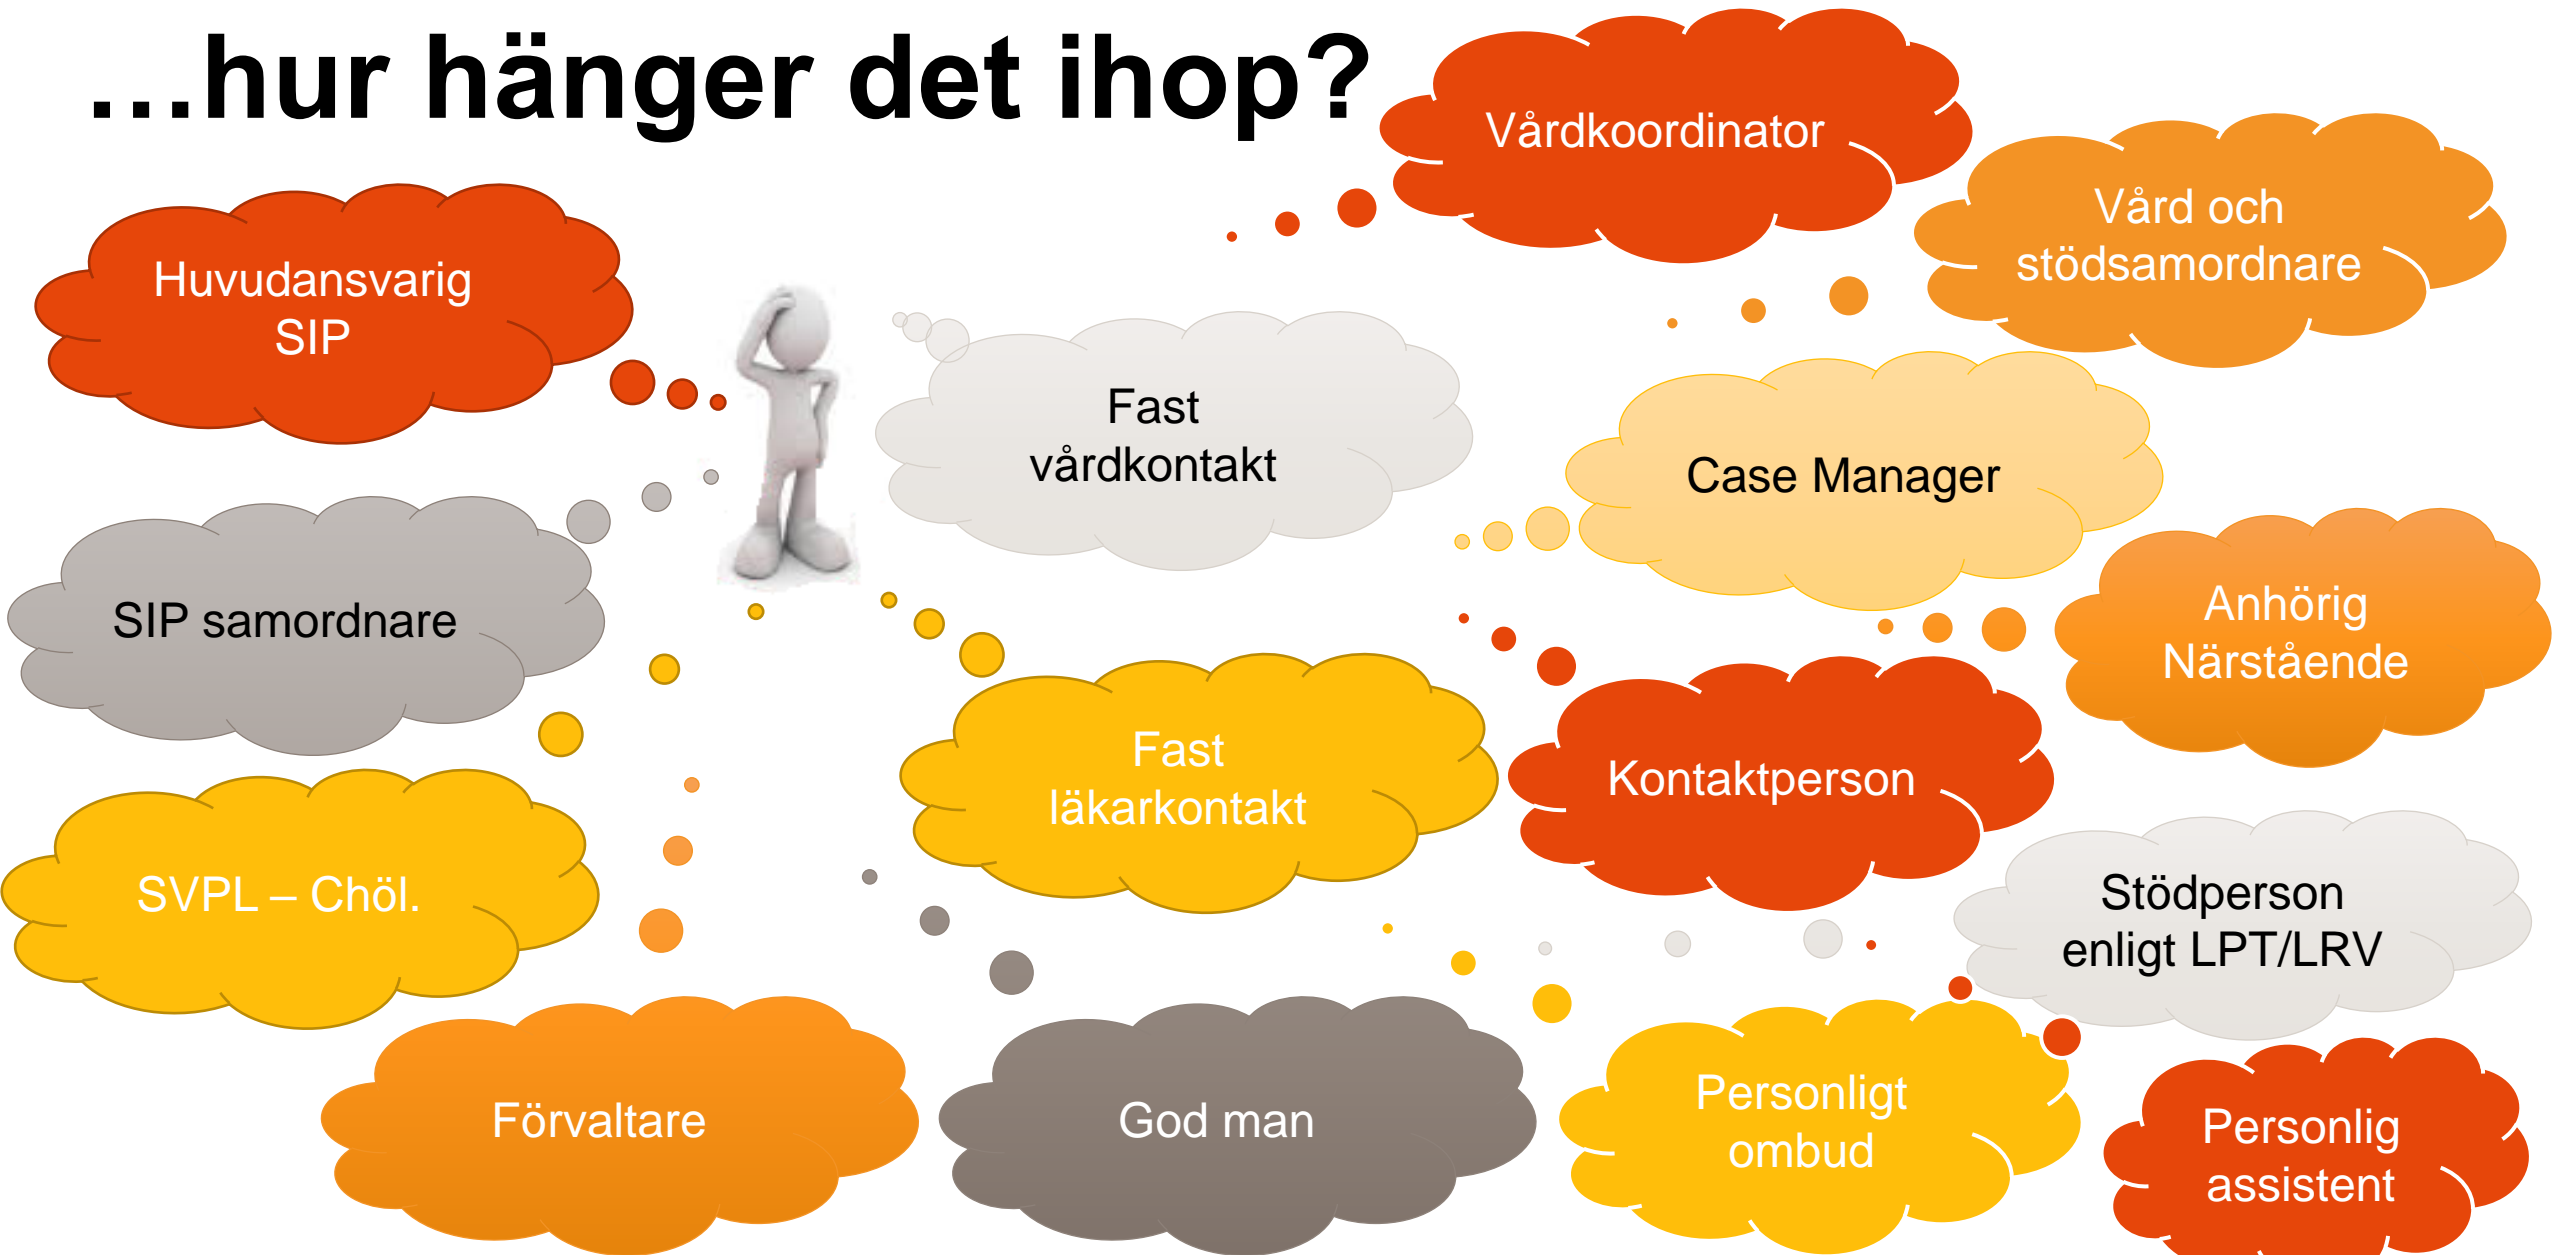 ...hur hänger det ihop?
Vårdkoordinator
Vård och
stödsamordnare
Huvudansvarig
SIP
Fast
vårdkontakt
Case Manager
SIP samordnare
Anhörig
Närstående
Fast
läkarkontakt
Kontaktperson
SVPL – Chöl.
Stödperson
enligt LPT/LRV
Förvaltare
God man
Personligt
ombud
Personlig
assistent